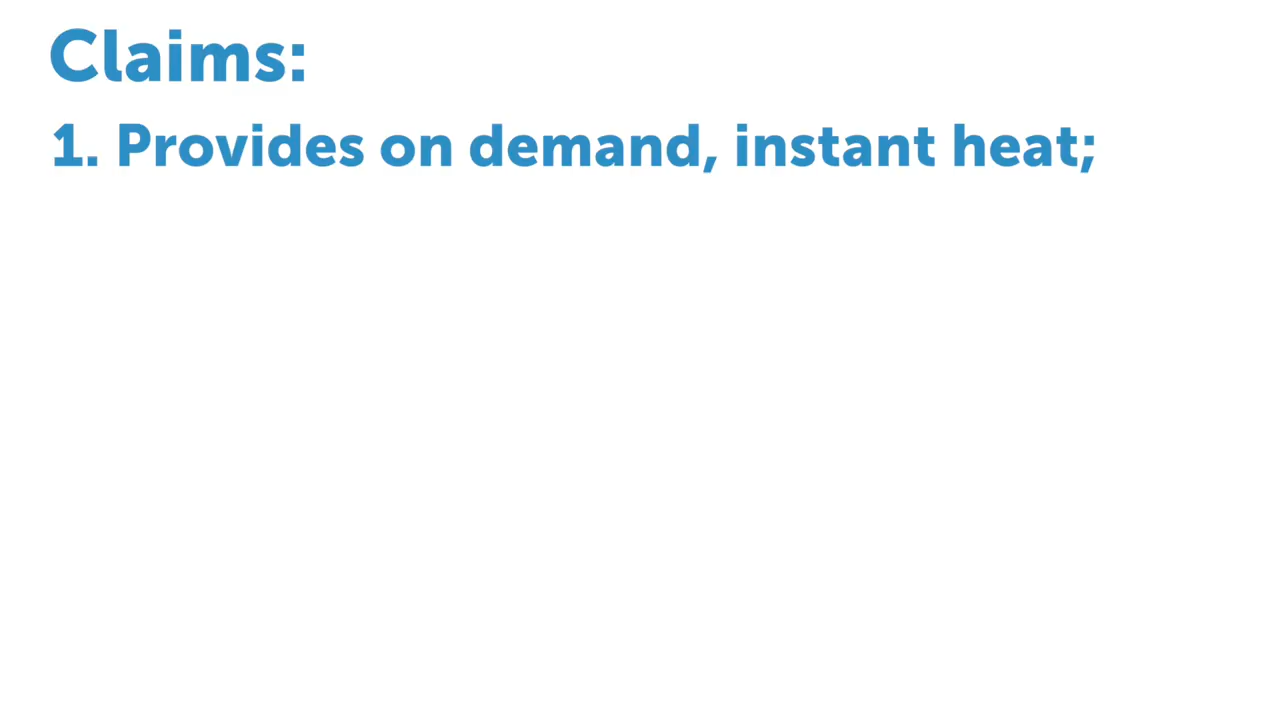 Claims:
1. Provides on demand, instant heat;